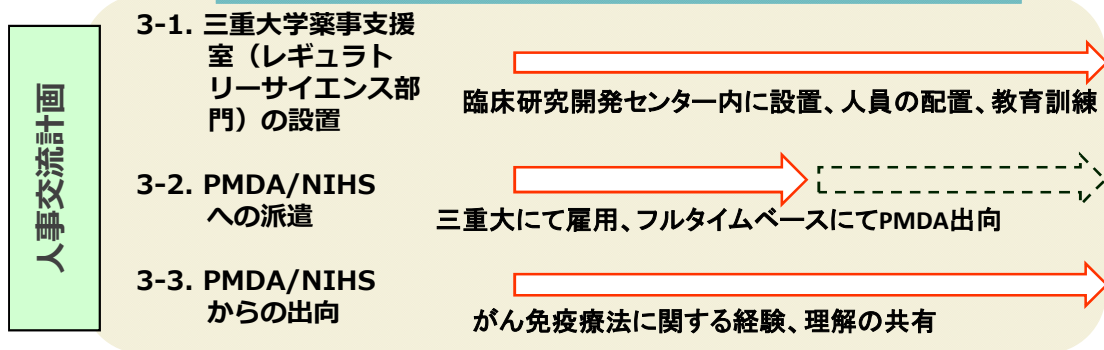 人事交流計画
3-1. 三重大学薬事支援
室（レギュラト
リーサイエンス部
門）の設置
臨床研究開発センター内に設置、人員の配置、教育訓練
3-2. PMDA/NIHS
への派遣
三重大にて雇用、フルタイムベースにてPMDA出向
3-3. PMDA/NIHS
からの出向
がん免疫療法に関する経験、理解の共有